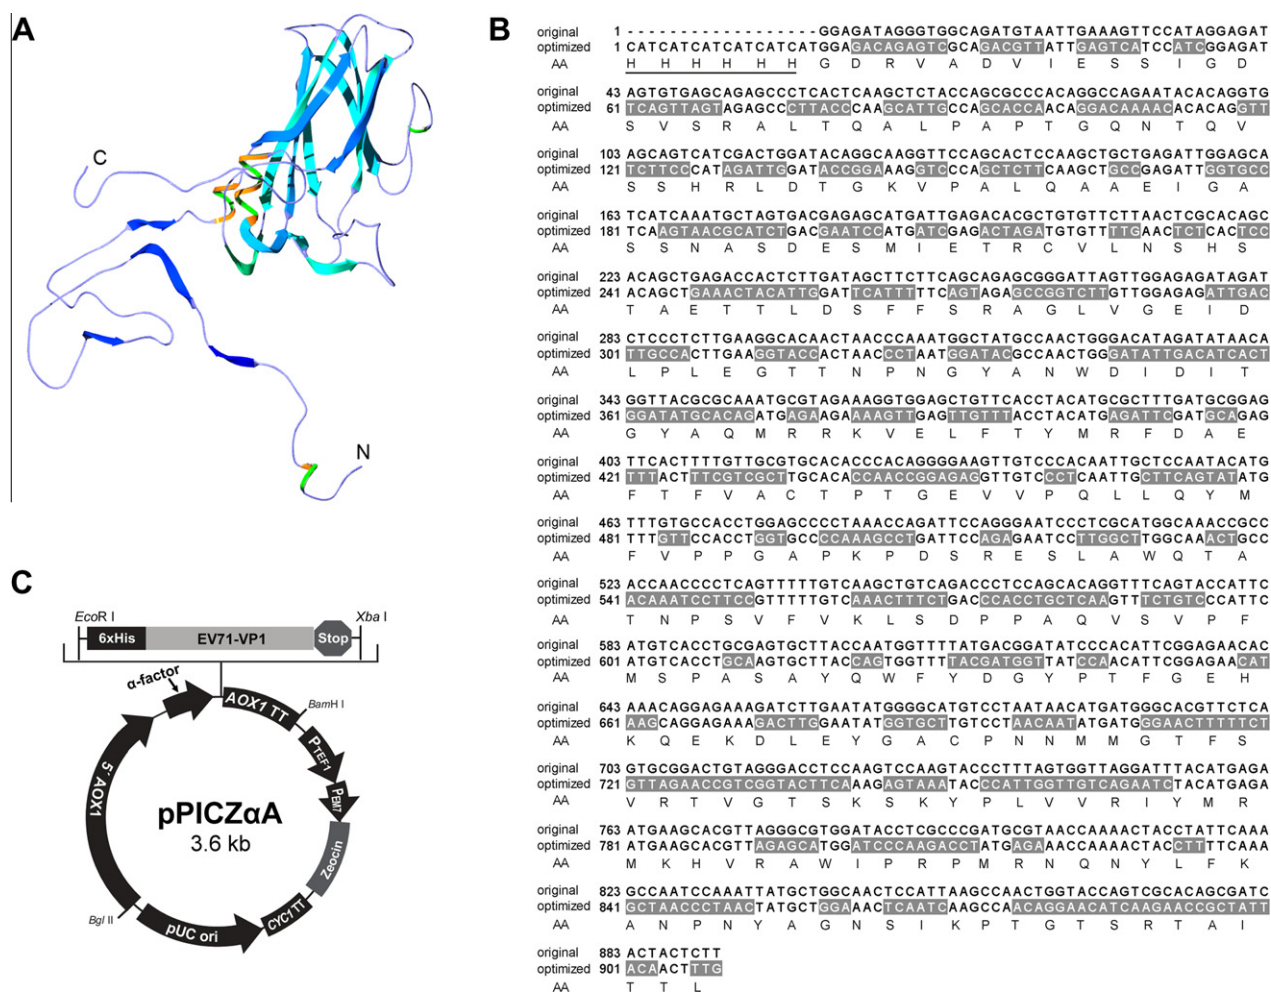 A
C
N
B
original 1 - - - - - - - - - - - - - - - - - - GGAGATAGGGTGGCAGATGTAATTGAAAGTTCCATAGGAGAT
optimized 1 CATCATCATCATCATCATGGAGACAGAGTCGCAGACGTTATTGAGTCATCCATCGGAGAT
AA H H H H H H G D R V A D V I E S S I G D
original 43 AGTGTGAGCAGAGCCCTCACTCAAGCTCTACCAGCGCCCACAGGCCAGAATACACAGGTG
optimized 61 TCAGTTAGTAGAGCCCTTACCCAAGCATTGCCAGCACCAACAGGACAAAACACACAGGTT
AA S V S R A L T Q A L P A P T G Q N T Q V
original 103 AGCAGTCATCGACTGGATACAGGCAAGGTTCCAGCACTCCAAGCTGCTGAGATTGGAGCA
optimized 121 TCTTCCCATAGATTGGATACCGGAAAGGTCCCAGCTCTTCAAGCTGCCGAGATTGGTGCC
AA S S H R L D T G K V P A L Q A A E I G A
original 163 TCATCAAATGCTAGTGACGAGAGCATGATTGAGACACGCTGTGTTCTTAACTCGCACAGC
optimized 181 TCAAGTAACGCATCTGACGAATCCATGATCGAGACTAGATGTGTTTTGAACTCTCACTCC
AA S S N A S D E S M I E T R C V L N S H S
original 223 ACAGCTGAGACCACTCTTGATAGCTTCTTCAGCAGAGCGGGATTAGTTGGAGAGATAGAT
optimized 241 ACAGCTGAAACTACATTGGATTCATTTTTCAGTAGAGCCGGTCTTGTTGGAGAGATTGAC
AA T A E T T L D S F F S R A G L V G E I D
original 283 CTCCCTCTTGAAGGCACAACTAACCCAAATGGCTATGCCAACTGGGACATAGATATAACA
optimized 301 TTGCCACTTGAAGGTACCACTAACCCTAATGGATACGCCAACTGGGATATTGACATCACT
AA L P L E G T T N P N G Y A N W D I D I T
original 343 GGTTACGCGCAAATGCGTAGAAAGGTGGAGCTGTTCACCTACATGCGCTTTGATGCGGAG
optimized 361 GGATATGCACAGATGAGAAGAAAAGTTGAGTTGTTTACCTACATGAGATTCGATGCAGAG
AA G Y A Q M R R K V E L F T Y M R F D A E
original 403 TTCACTTTTGTTGCGTGCACACCCACAGGGGAAGTTGTCCCACAATTGCTCCAATACATG
optimized 421 TTTACTTTCGTCGCTTGCACACCAACCGGAGAGGTTGTCCCTCAATTGCTTCAGTATATG
AA F T F V A C T P T G E V V P Q L L Q Y M
original 463 TTTGTGCCACCTGGAGCCCCTAAACCAGATTCCAGGGAATCCCTCGCATGGCAAACCGCC
optimized 481 TTTGTTCCACCTGGTGCCCCAAAGCCTGATTCCAGAGAATCCTTGGCTTGGCAAACTGCC
AA F V P P G A P K P D S R E S L A W Q T A
original 523 ACCAACCCCTCAGTTTTTGTCAAGCTGTCAGACCCTCCAGCACAGGTTTCAGTACCATTC
optimized 541 ACAAATCCTTCCGTTTTTGTCAAACTTTCTGACCCACCTGCTCAAGTTTCTGTCCCATTC
AA T N P S V F V K L S D P P A Q V S V P F
original 583 ATGTCACCTGCGAGTGCTTACCAATGGTTTTATGACGGATATCCCACATTCGGAGAACAC
optimized 601 ATGTCACCTGCAAGTGCTTACCAGTGGTTTTACGATGGTTATCCAACATTCGGAGAACAT
AA M S P A S A Y Q W F Y D G Y P T F G E H
original 643 AAACAGGAGAAAGATCTTGAATATGGGGCATGTCCTAATAACATGATGGGCACGTTCTCA
optimized 661 AAGCAGGAGAAAGACTTGGAATATGGTGCTTGTCCTAACAATATGATGGGAACTTTTTCT
AA K Q E K D L E Y G A C P N N M M G T F S
original 703 GTGCGGACTGTAGGGACCTCCAAGTCCAAGTACCCTTTAGTGGTTAGGATTTACATGAGA
optimized 721 GTTAGAACCGTCGGTACTTCAAAGAGTAAATACCCATTGGTTGTCAGAATCTACATGAGA
AA V R T V G T S K S K Y P L V V R I Y M R
original 763 ATGAAGCACGTTAGGGCGTGGATACCTCGCCCGATGCGTAACCAAAACTACCTATTCAAA
optimized 781 ATGAAGCACGTTAGAGCATGGATCCCAAGACCTATGAGAAACCAAAACTACCTTTTCAAA
AA M K H V R A W I P R P M R N Q N Y L F K
original 823 GCCAATCCAAATTATGCTGGCAACTCCATTAAGCCAACTGGTACCAGTCGCACAGCGATC
optimized 841 GCTAACCCTAACTATGCTGGAAACTCAATCAAGCCAACAGGAACATCAAGAACCGCTATT
AA A N P N Y A G N S I K P T G T S R T A I
original 883 ACTACTCTT
optimized 901 ACAACTTTG
AA T T L
C
EcoR I
Xba I
6xHis
EV71-VP1
Stop
α-factor
AOX1 TT
BamH I
PTEF1
PEM7
Zeocin
CYC1 TT
pUC ori
Bgl II
5´ AOX1
pPICZαA
3.6 kb